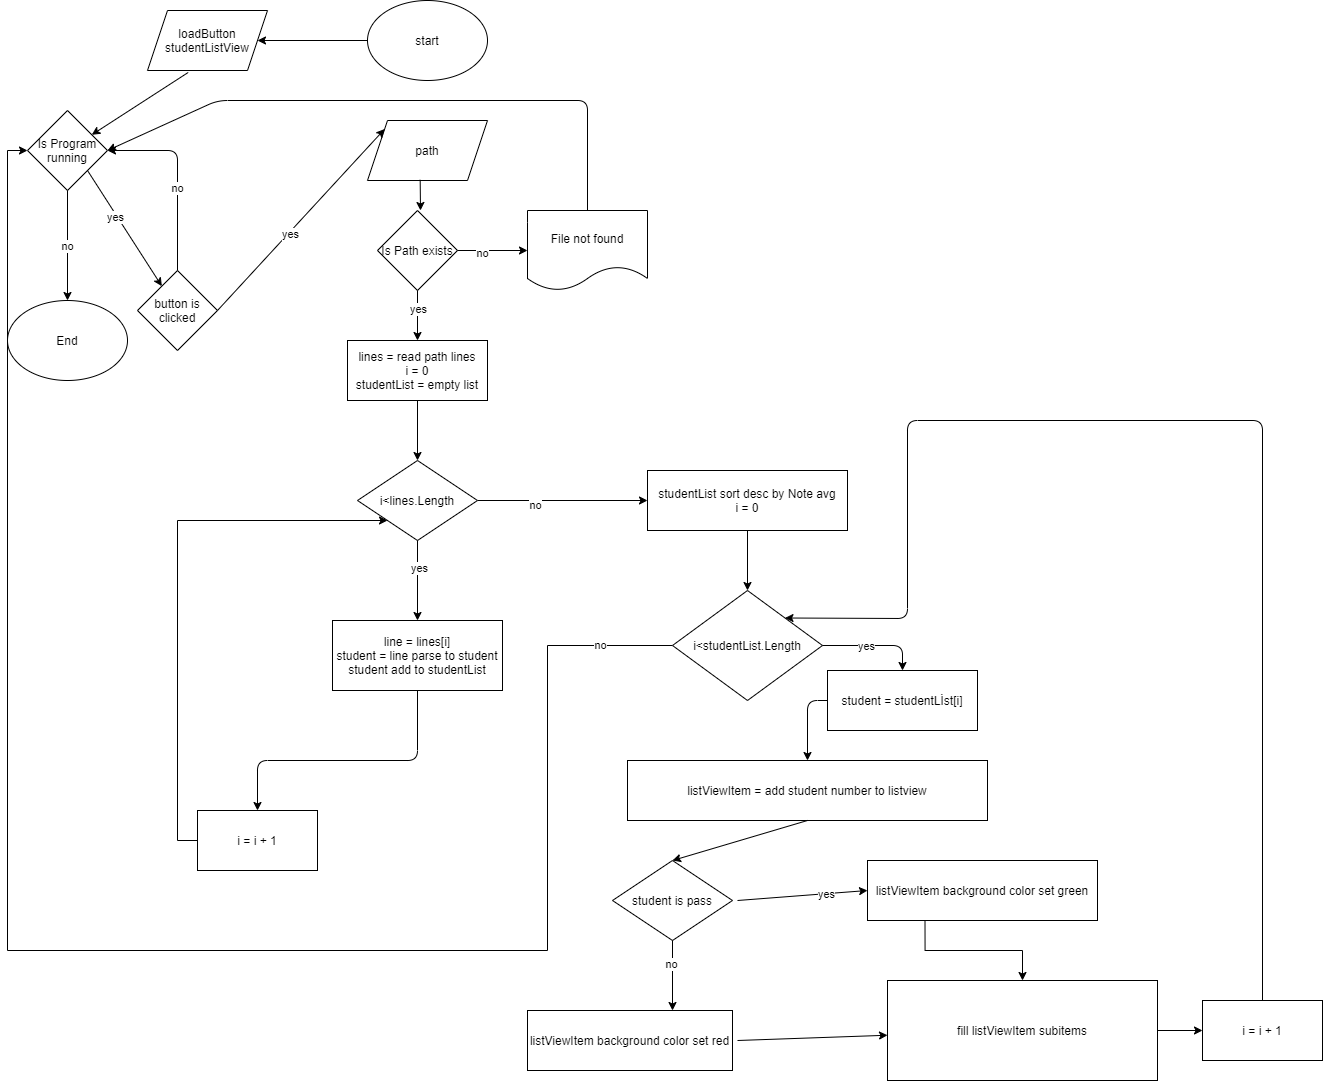 loadButton
studentListView
start
Is Program
running
path
no
yes
File not found
yes
Is Path exists
no
no
button is
clicked
yes
End
lines = read path lines
i = 0
studentList = empty list
i<lines.Length
no
studentList sort desc by Note avg
i = 0
yes
line = lines[i]
student = line parse to student
student add to studentList
no
i<studentList.Length
yes
student = studentLİst[i]
listViewItem = add student number to listview
i = i + 1
student is pass
yes
listViewItem background color set green
no
listViewItem background color set red
fill listViewItem subitems
i = i + 1